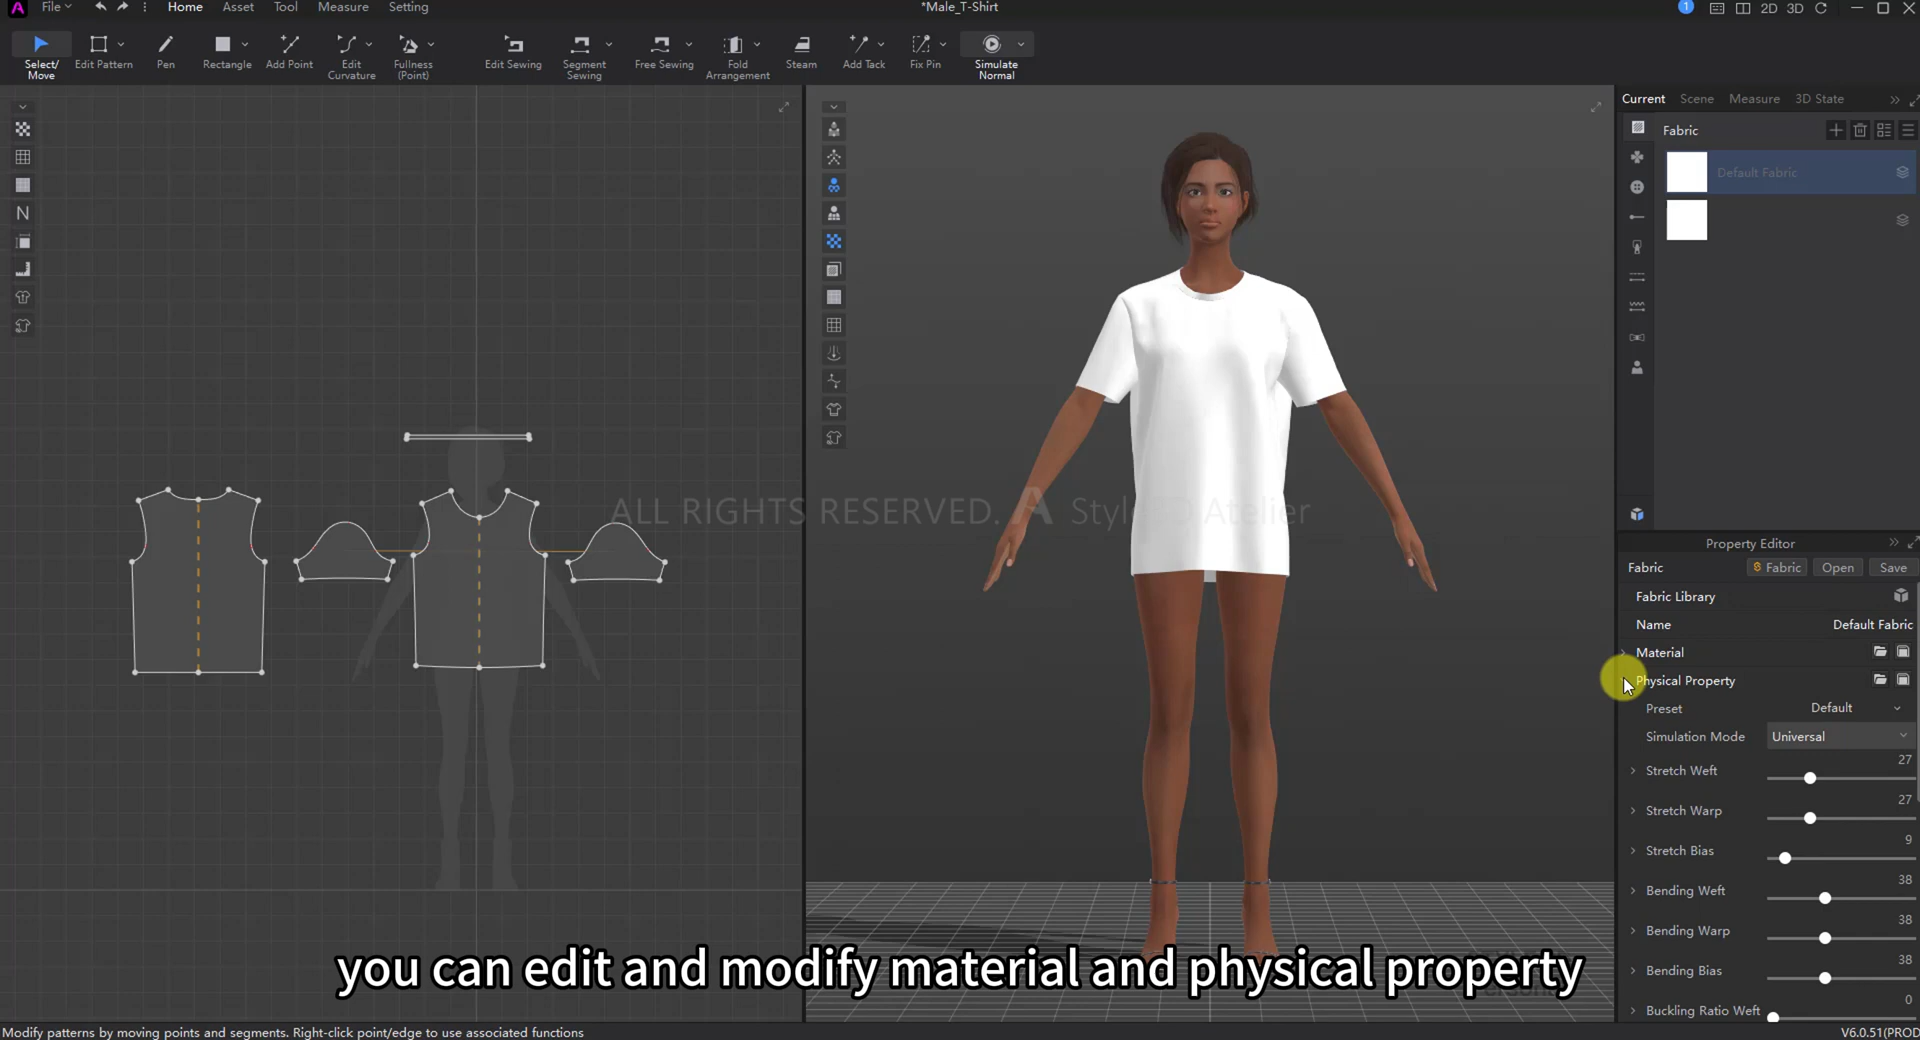 File
Home
Asset
Tool
Measure
Setting
*Male_T-Shirt
1
2D
3D
Select/
Move
Edit Pattern
Pen
Rectangle
Add Point
Edit
Curvature
Fullness
(Point)
Edit Sewing
Segment
Sewing
Free Sewing
Fold
Arrangement
Steam
Add Tack
Fix Pin
Simulate
Normal
Current
Scene
Measure
3D State
Fabric
Default Fabric
ALL RIGHTS RESERVED.
Property Editor
Fabric
Fabric
Open
Save
Fabric Library
Name
Default Fabric
Material
Physical Property
Preset
Default
Simulation Mode
Universal
Stretch Weft
27
Stretch Warp
27
Stretch Bias
9
Bending Weft
38
Bending Warp
38
Bending Bias
38
Buckling Ratio Weft
0
you can edit and modify material and physical property
Modify patterns by moving points and segments. Right-click point/edge to use associated functions
V6.0.51(PROD